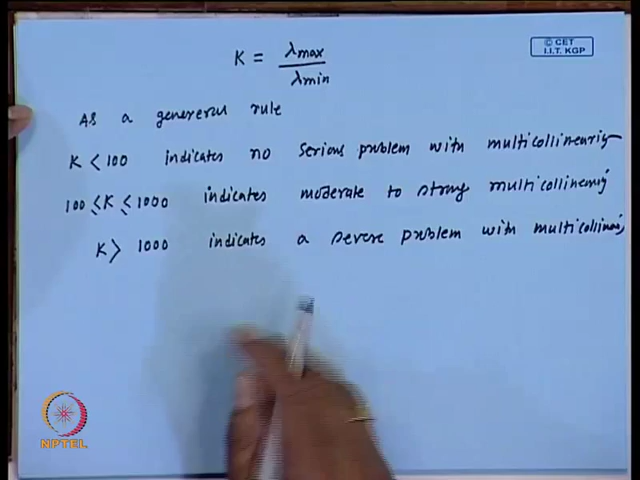 © CET
I.I.T. KGP
K = λmax / λmin
As a genererus rule
K < 100 indicates no serious problem with multicollinearity
100 ≤ K ≤ 1000 indicates moderate to strong multicollinearity
K > 1000 indicates a severe problem with multicollinearity
NPTEL